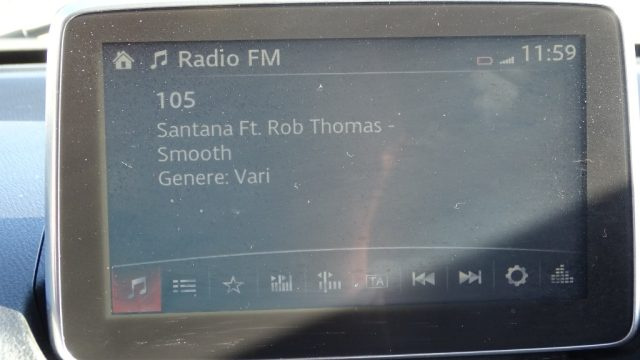 Radio FM
11:59
105
Santana Ft. Rob Thomas -
Smooth
Genere: Vari
TA